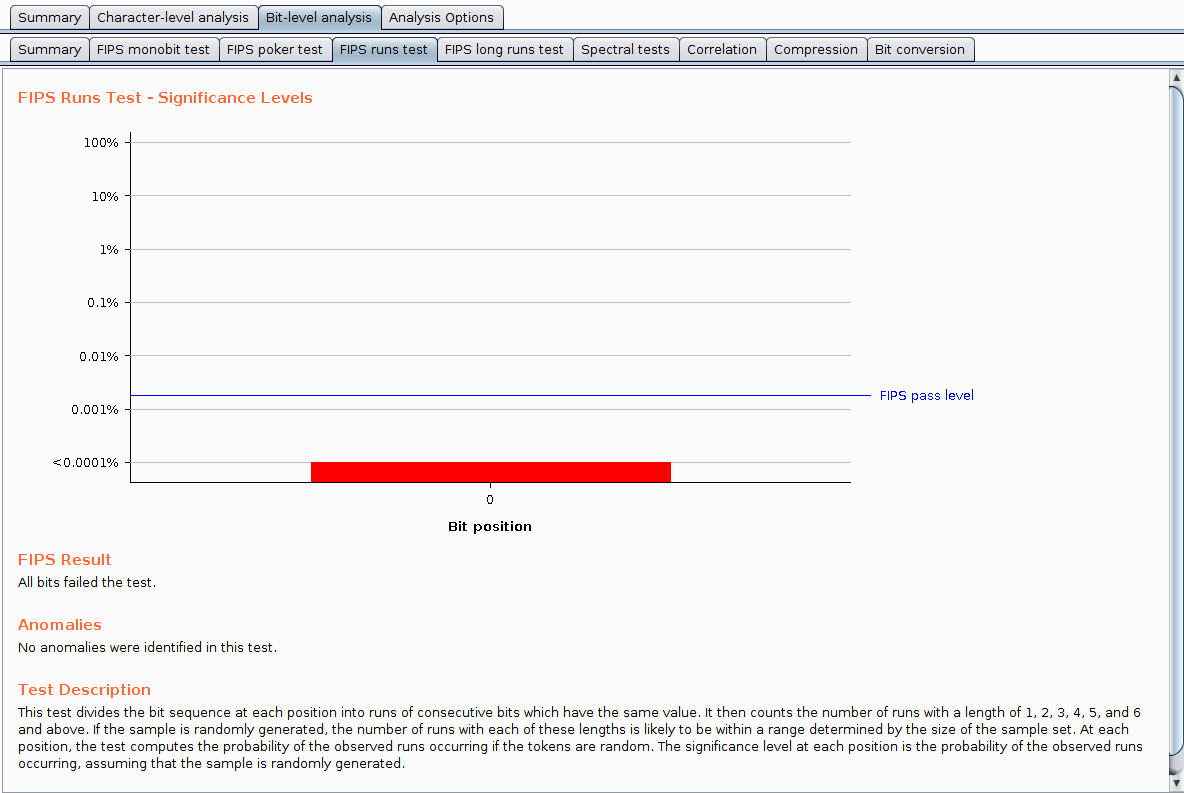 Summary Character-level analysis Bit-level analysis Analysis Options
Summary FIPS monobit test FIPS poker test FIPS runs test FIPS long runs test Spectral tests Correlation Compression Bit conversion
FIPS Runs Test - Significance Levels
100%
10%
1%
0.1%
0.01%
FIPS pass level
0.001%
<0.0001%
0
Bit position
FIPS Result
All bits failed the test.
Anomalies
No anomalies were identified in this test.
Test Description
This test divides the bit sequence at each position into runs of consecutive bits which have the same value. It then counts the number of runs with a length of 1, 2, 3, 4, 5, and 6
and above. If the sample is randomly generated, the number of runs with each of these lengths is likely to be within a range determined by the size of the sample set. At each
position, the test computes the probability of the observed runs occurring if the tokens are random. The significance level at each position is the probability of the observed runs
occurring, assuming that the sample is randomly generated.